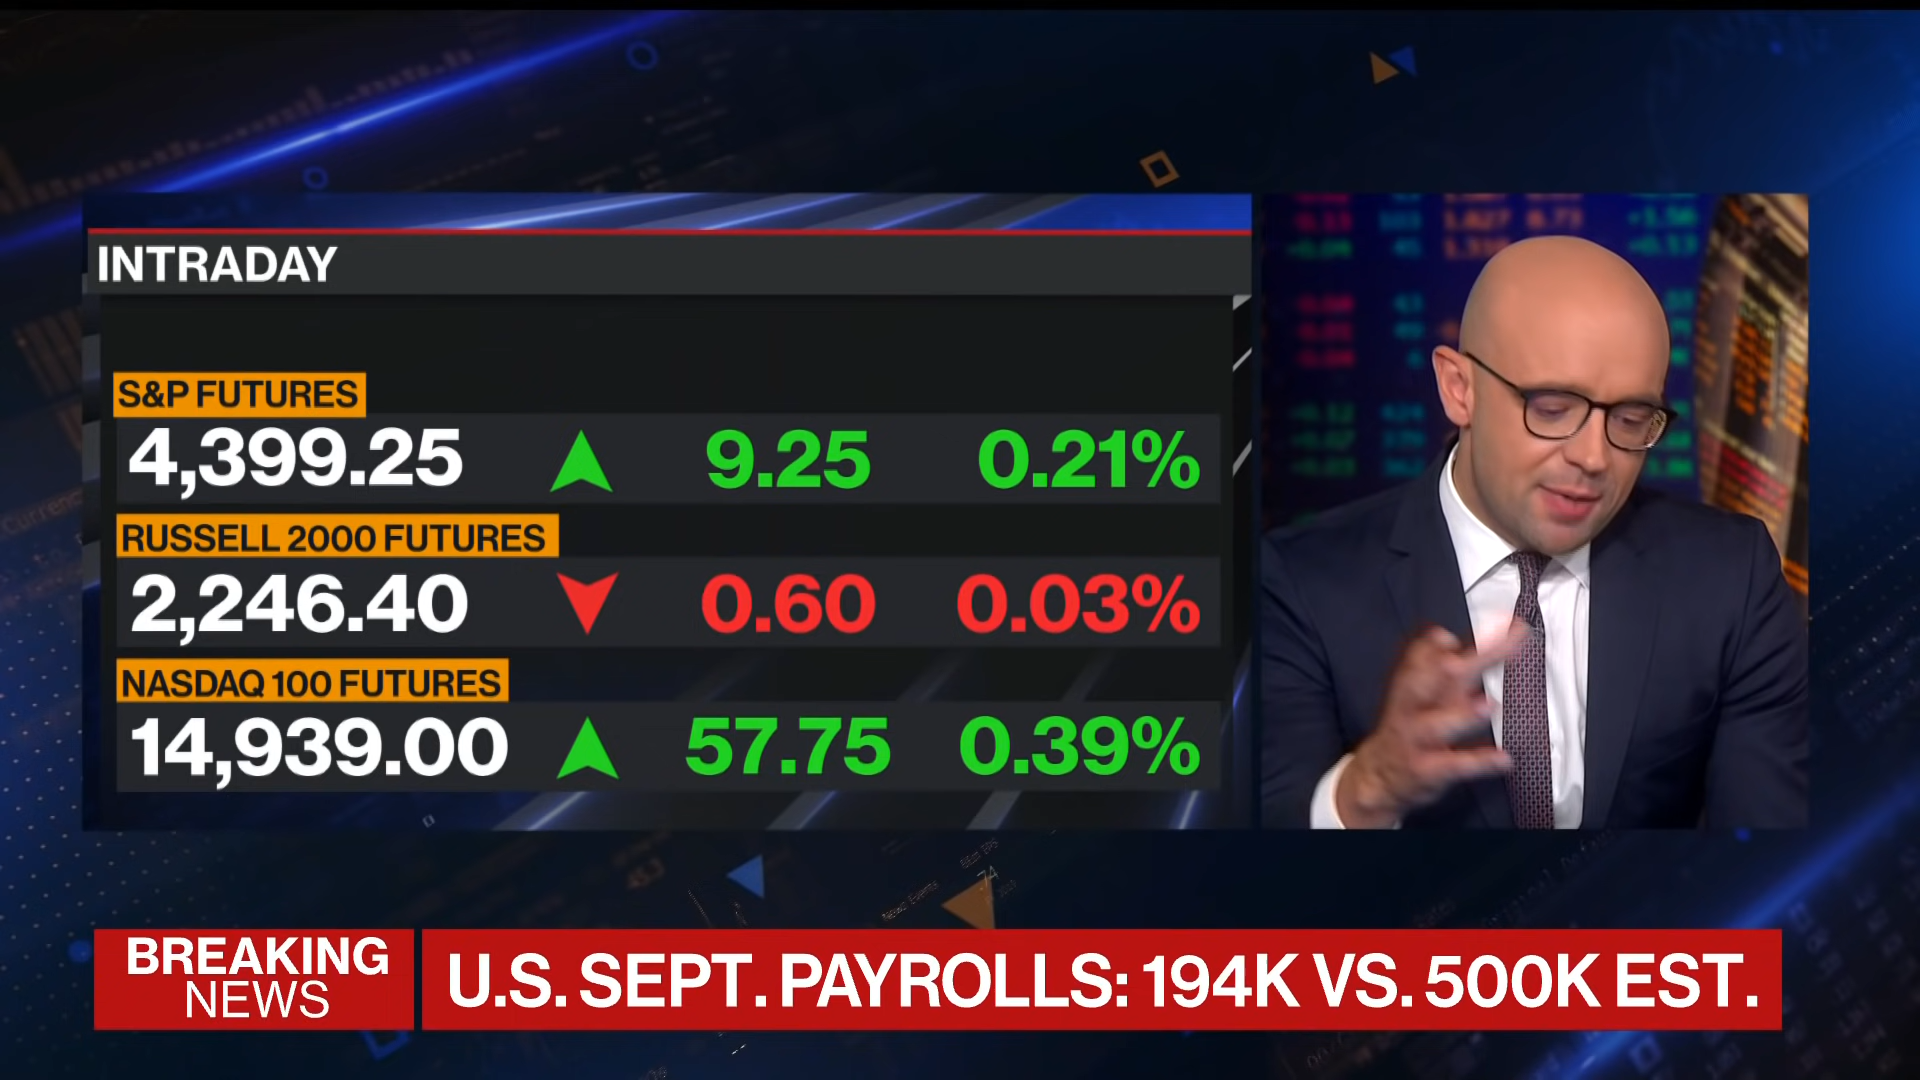 INTRADAY
S&P FUTURES
4,399.25 9.25 0.21%
RUSSELL 2000 FUTURES
2,246.40 0.60 0.03%
NASDAQ 100 FUTURES
14,939.00 57.75 0.39%
BREAKING NEWS
U.S. SEPT. PAYROLLS: 194K VS. 500K EST.